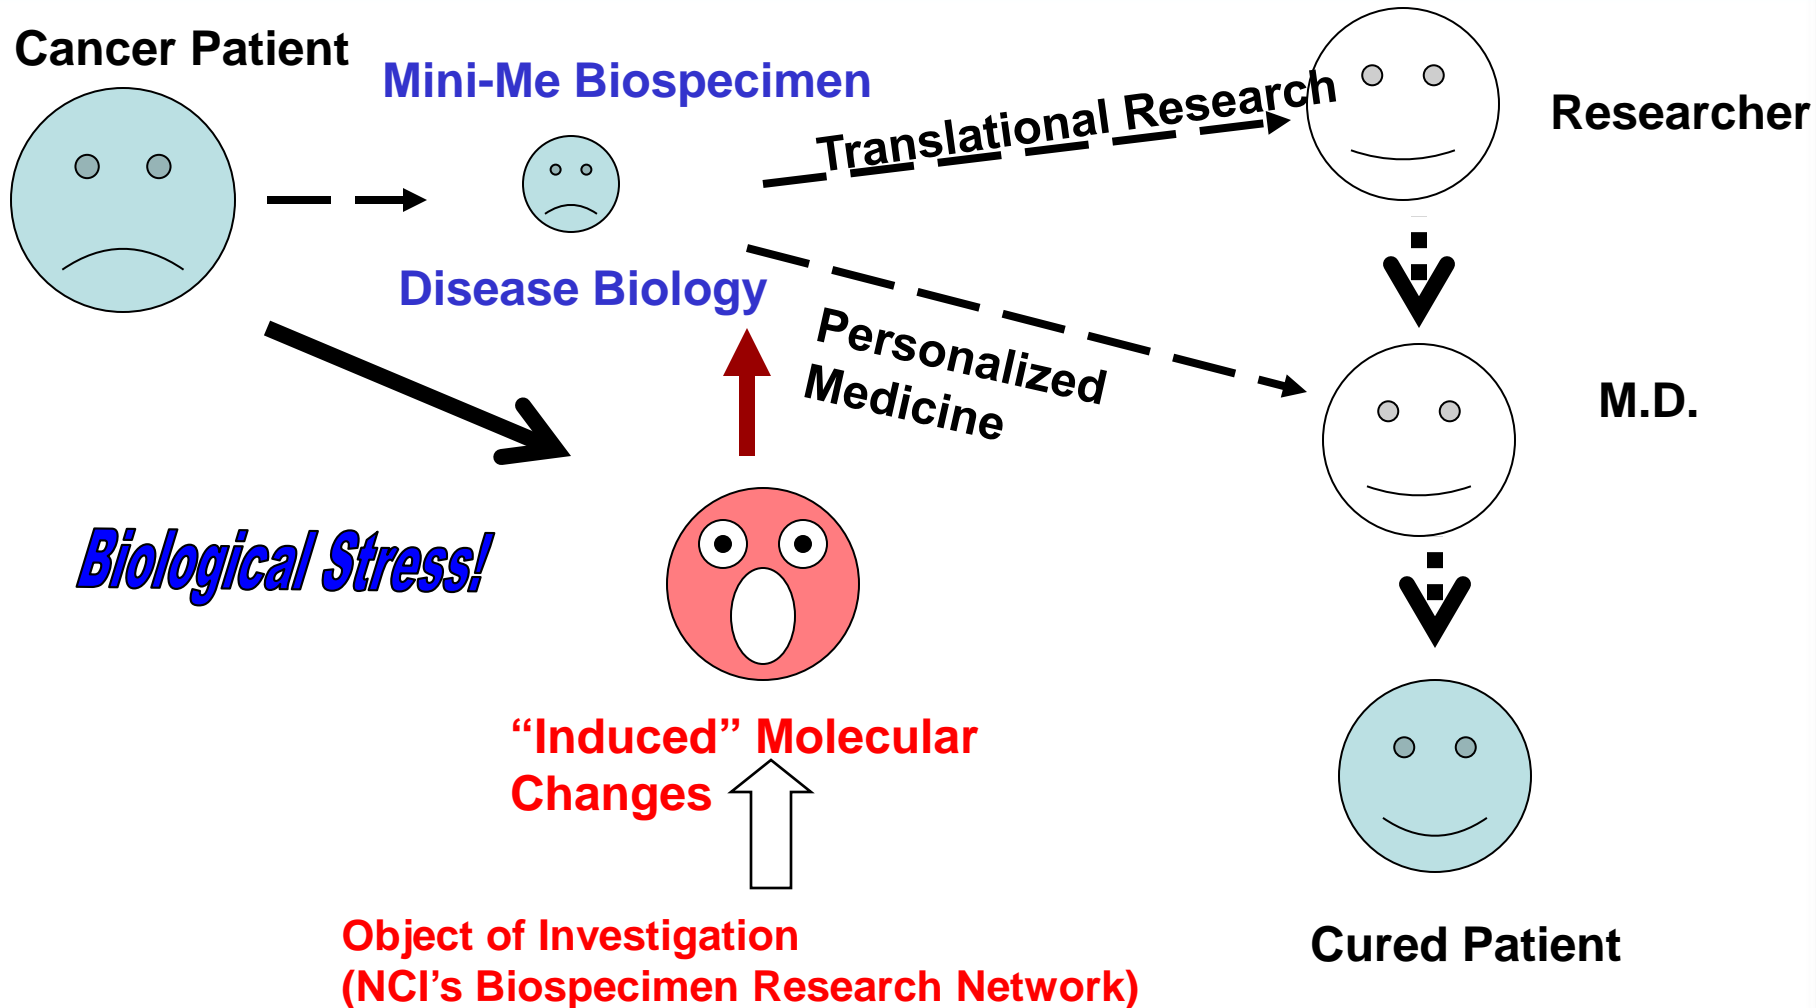 Cancer Patient
Mini-Me Biospecimen
Translational Research
Researcher
Disease Biology
Personalized
Medicine
M.D.
Biological Stress!
“Induced” Molecular
Changes
Object of Investigation
(NCI’s Biospecimen Research Network)
Cured Patient